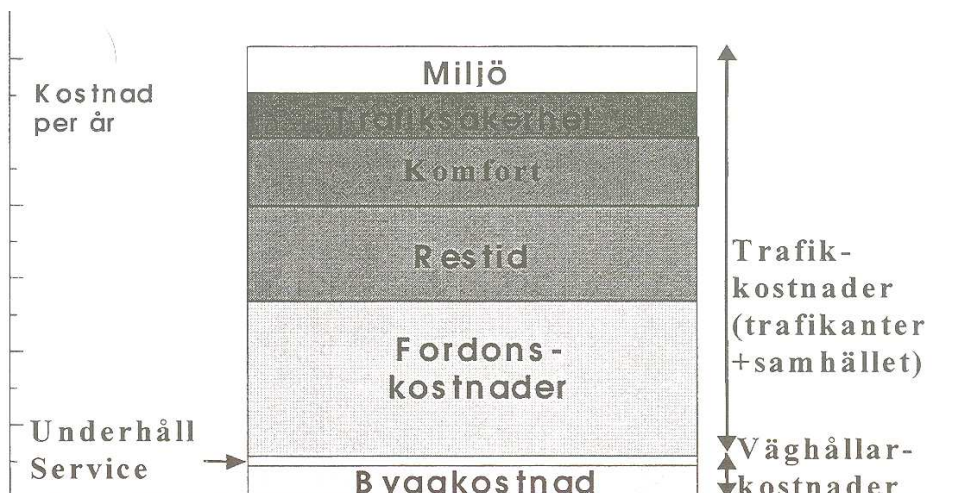 Kostnad
per år
Miljö
Trafiksäkerhet
Komfort
Restid
Fordons-
kostnader
Trafik-
kostnader
(trafikanter
+samhället)
Underhåll
Service
Byggkostnad
Väghållar-
kostnader